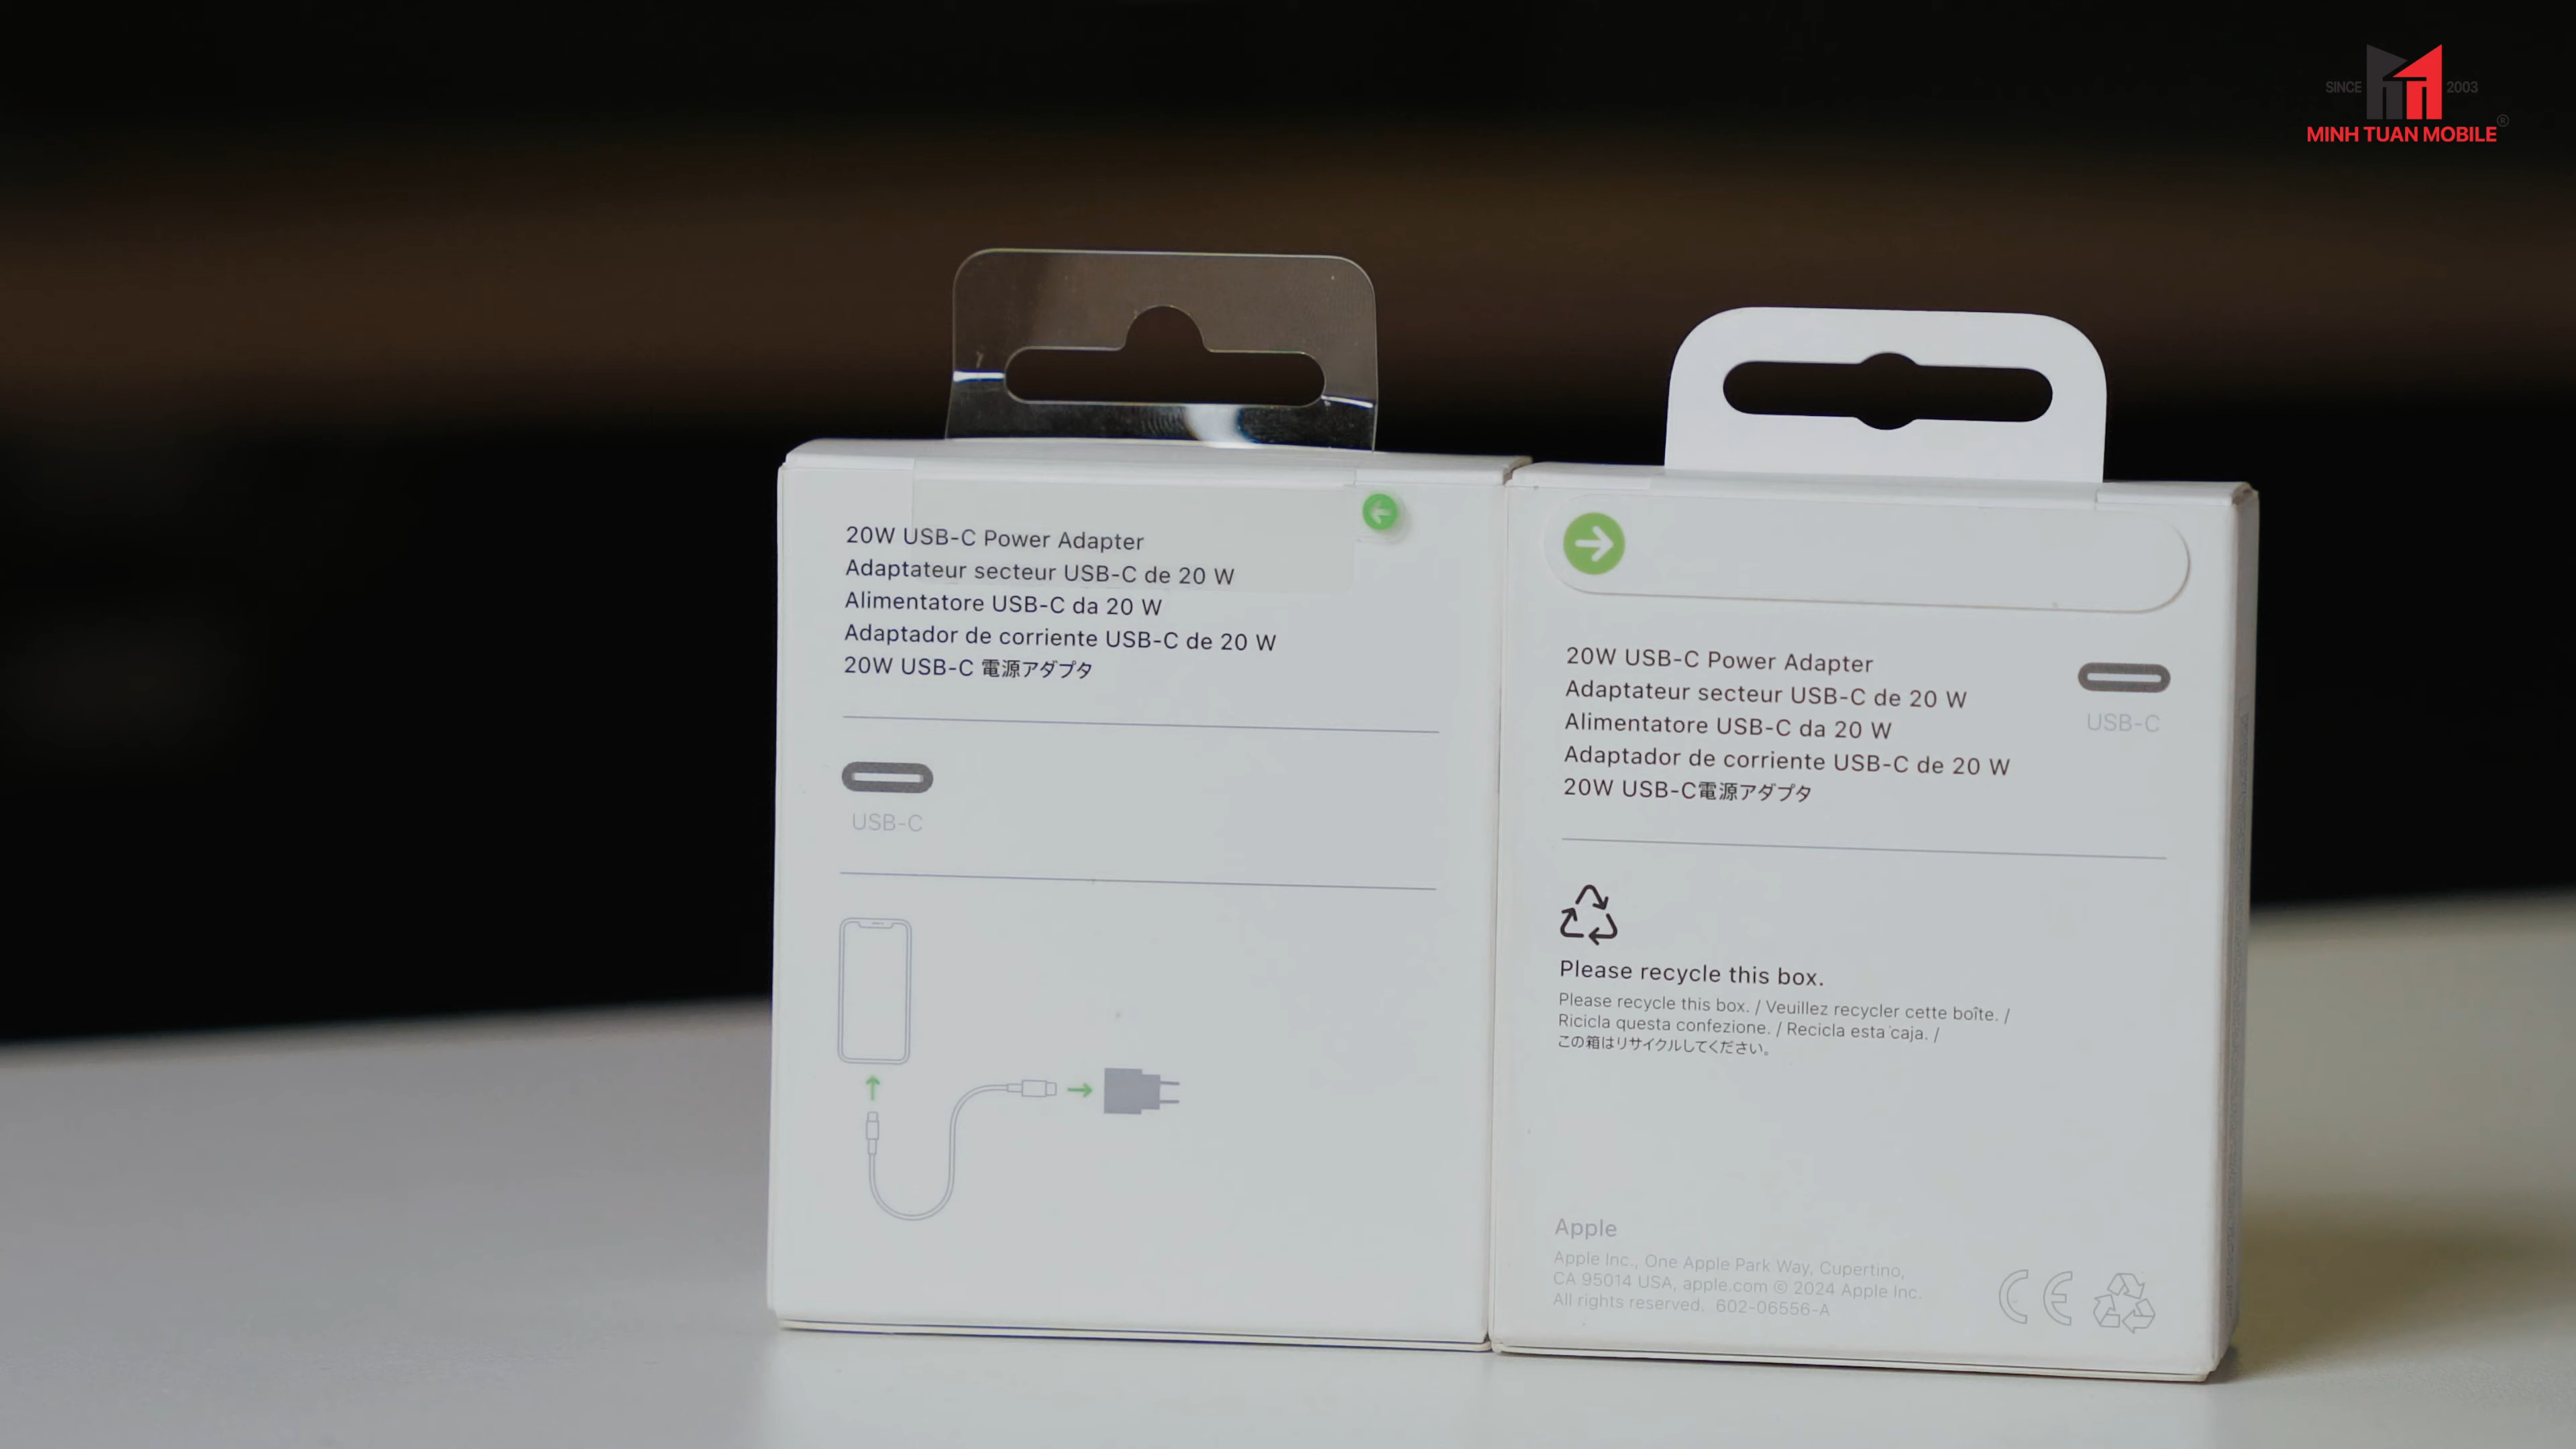 SINCE 2003
MINH TUAN MOBILE®
20W USB-C Power Adapter
Adaptateur secteur USB-C de 20 W
Alimentatore USB-C da 20 W
Adaptador de corriente USB-C de 20 W
20W USB-C 電源アダプタ
USB-C
20W USB-C Power Adapter
Adaptateur secteur USB-C de 20 W
Alimentatore USB-C da 20 W
Adaptador de corriente USB-C de 20 W
20W USB-C電源アダプタ
USB-C
Please recycle this box.
Please recycle this box. / Veuillez recycler cette boîte. /
Ricicla questa confezione. / Recicla esta caja. /
この箱はリサイクルしてください。
Apple
Apple Inc., One Apple Park Way, Cupertino,
CA 95014 USA, apple.com © 2024 Apple Inc.
All rights reserved. 602-06556-A
CE